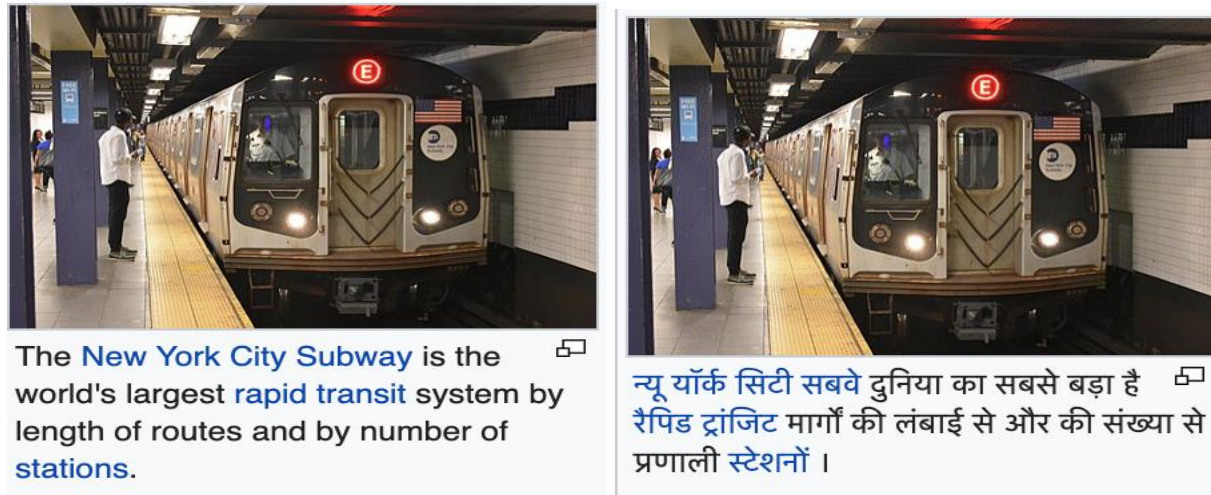 E
The New York City Subway is the
world's largest rapid transit system by
length of routes and by number of
stations.
E
न्यू यॉर्क सिटी सबवे दुनिया का सबसे बड़ा है
रैपिड ट्रांजिट मार्गों की लंबाई से और की संख्या से
प्रणाली स्टेशनों ।